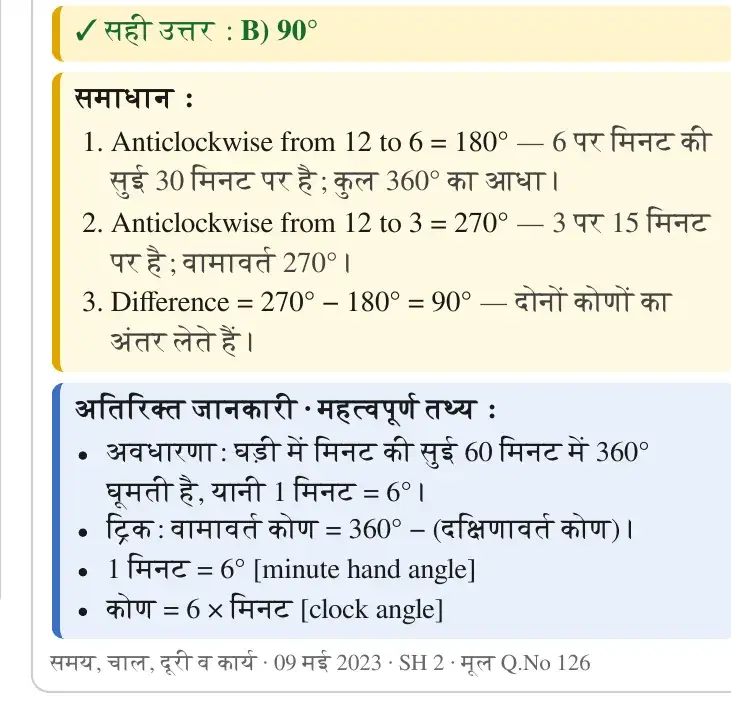 ✓ सही उत्तर : B) 90°
समाधान :
1. Anticlockwise from 12 to 6 = 180° — 6 पर मिनट की
सुई 30 मिनट पर है ; कुल 360° का आधा।
2. Anticlockwise from 12 to 3 = 270° — 3 पर 15 मिनट
पर है ; वामावर्त 270°।
3. Difference = 270° − 180° = 90° — दोनों कोणों का
अंतर लेते हैं।
अतिरिक्त जानकारी · महत्वपूर्ण तथ्य :
• अवधारणा : घड़ी में मिनट की सुई 60 मिनट में 360°
घूमती है, यानी 1 मिनट = 6°।
• ट्रिक : वामावर्त कोण = 360° − (दक्षिणावर्त कोण)।
• 1 मिनट = 6° [minute hand angle]
• कोण = 6 × मिनट [clock angle]
समय, चाल, दूरी व कार्य · 09 मई 2023 · SH 2 · मूल Q.No 126